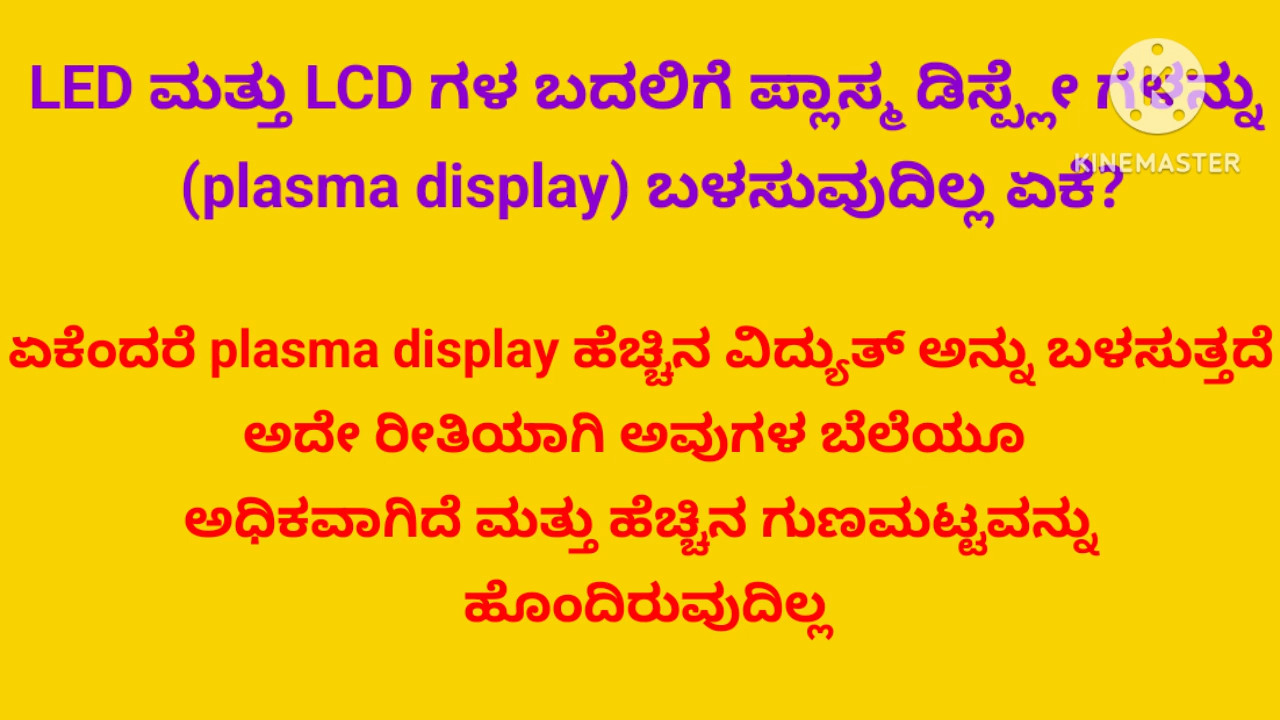 LED ಮತ್ತು LCD ಗಳ ಬದಲಿಗೆ ಪ್ಲಾಸ್ಮ ಡಿಸ್ಪ್ಲೇ ಗಳನ್ನು
(plasma display) ಬಳಸುವುದಿಲ್ಲ ಏಕೆ?
KINEMASTER
ಏಕೆಂದರೆ plasma display ಹೆಚ್ಚಿನ ವಿದ್ಯುತ್ ಅನ್ನು ಬಳಸುತ್ತದೆ
ಅದೇ ರೀತಿಯಾಗಿ ಅವುಗಳ ಬೆಲೆಯೂ
ಅಧಿಕವಾಗಿದೆ ಮತ್ತು ಹೆಚ್ಚಿನ ಗುಣಮಟ್ಟವನ್ನು
ಹೊಂದಿರುವುದಿಲ್ಲ